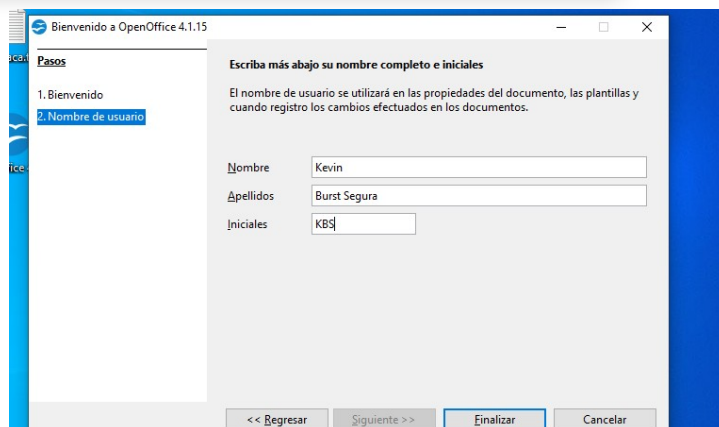 Bienvenido a OpenOffice 4.1.15
Pasos
1. Bienvenido
2. Nombre de usuario
Escriba más abajo su nombre completo e iniciales
El nombre de usuario se utilizará en las propiedades del documento, las plantillas y
cuando registro los cambios efectuados en los documentos.
Nombre Kevin
Apellidos Burst Segura
Iniciales KBS
<< Regresar Siguiente >> Finalizar Cancelar